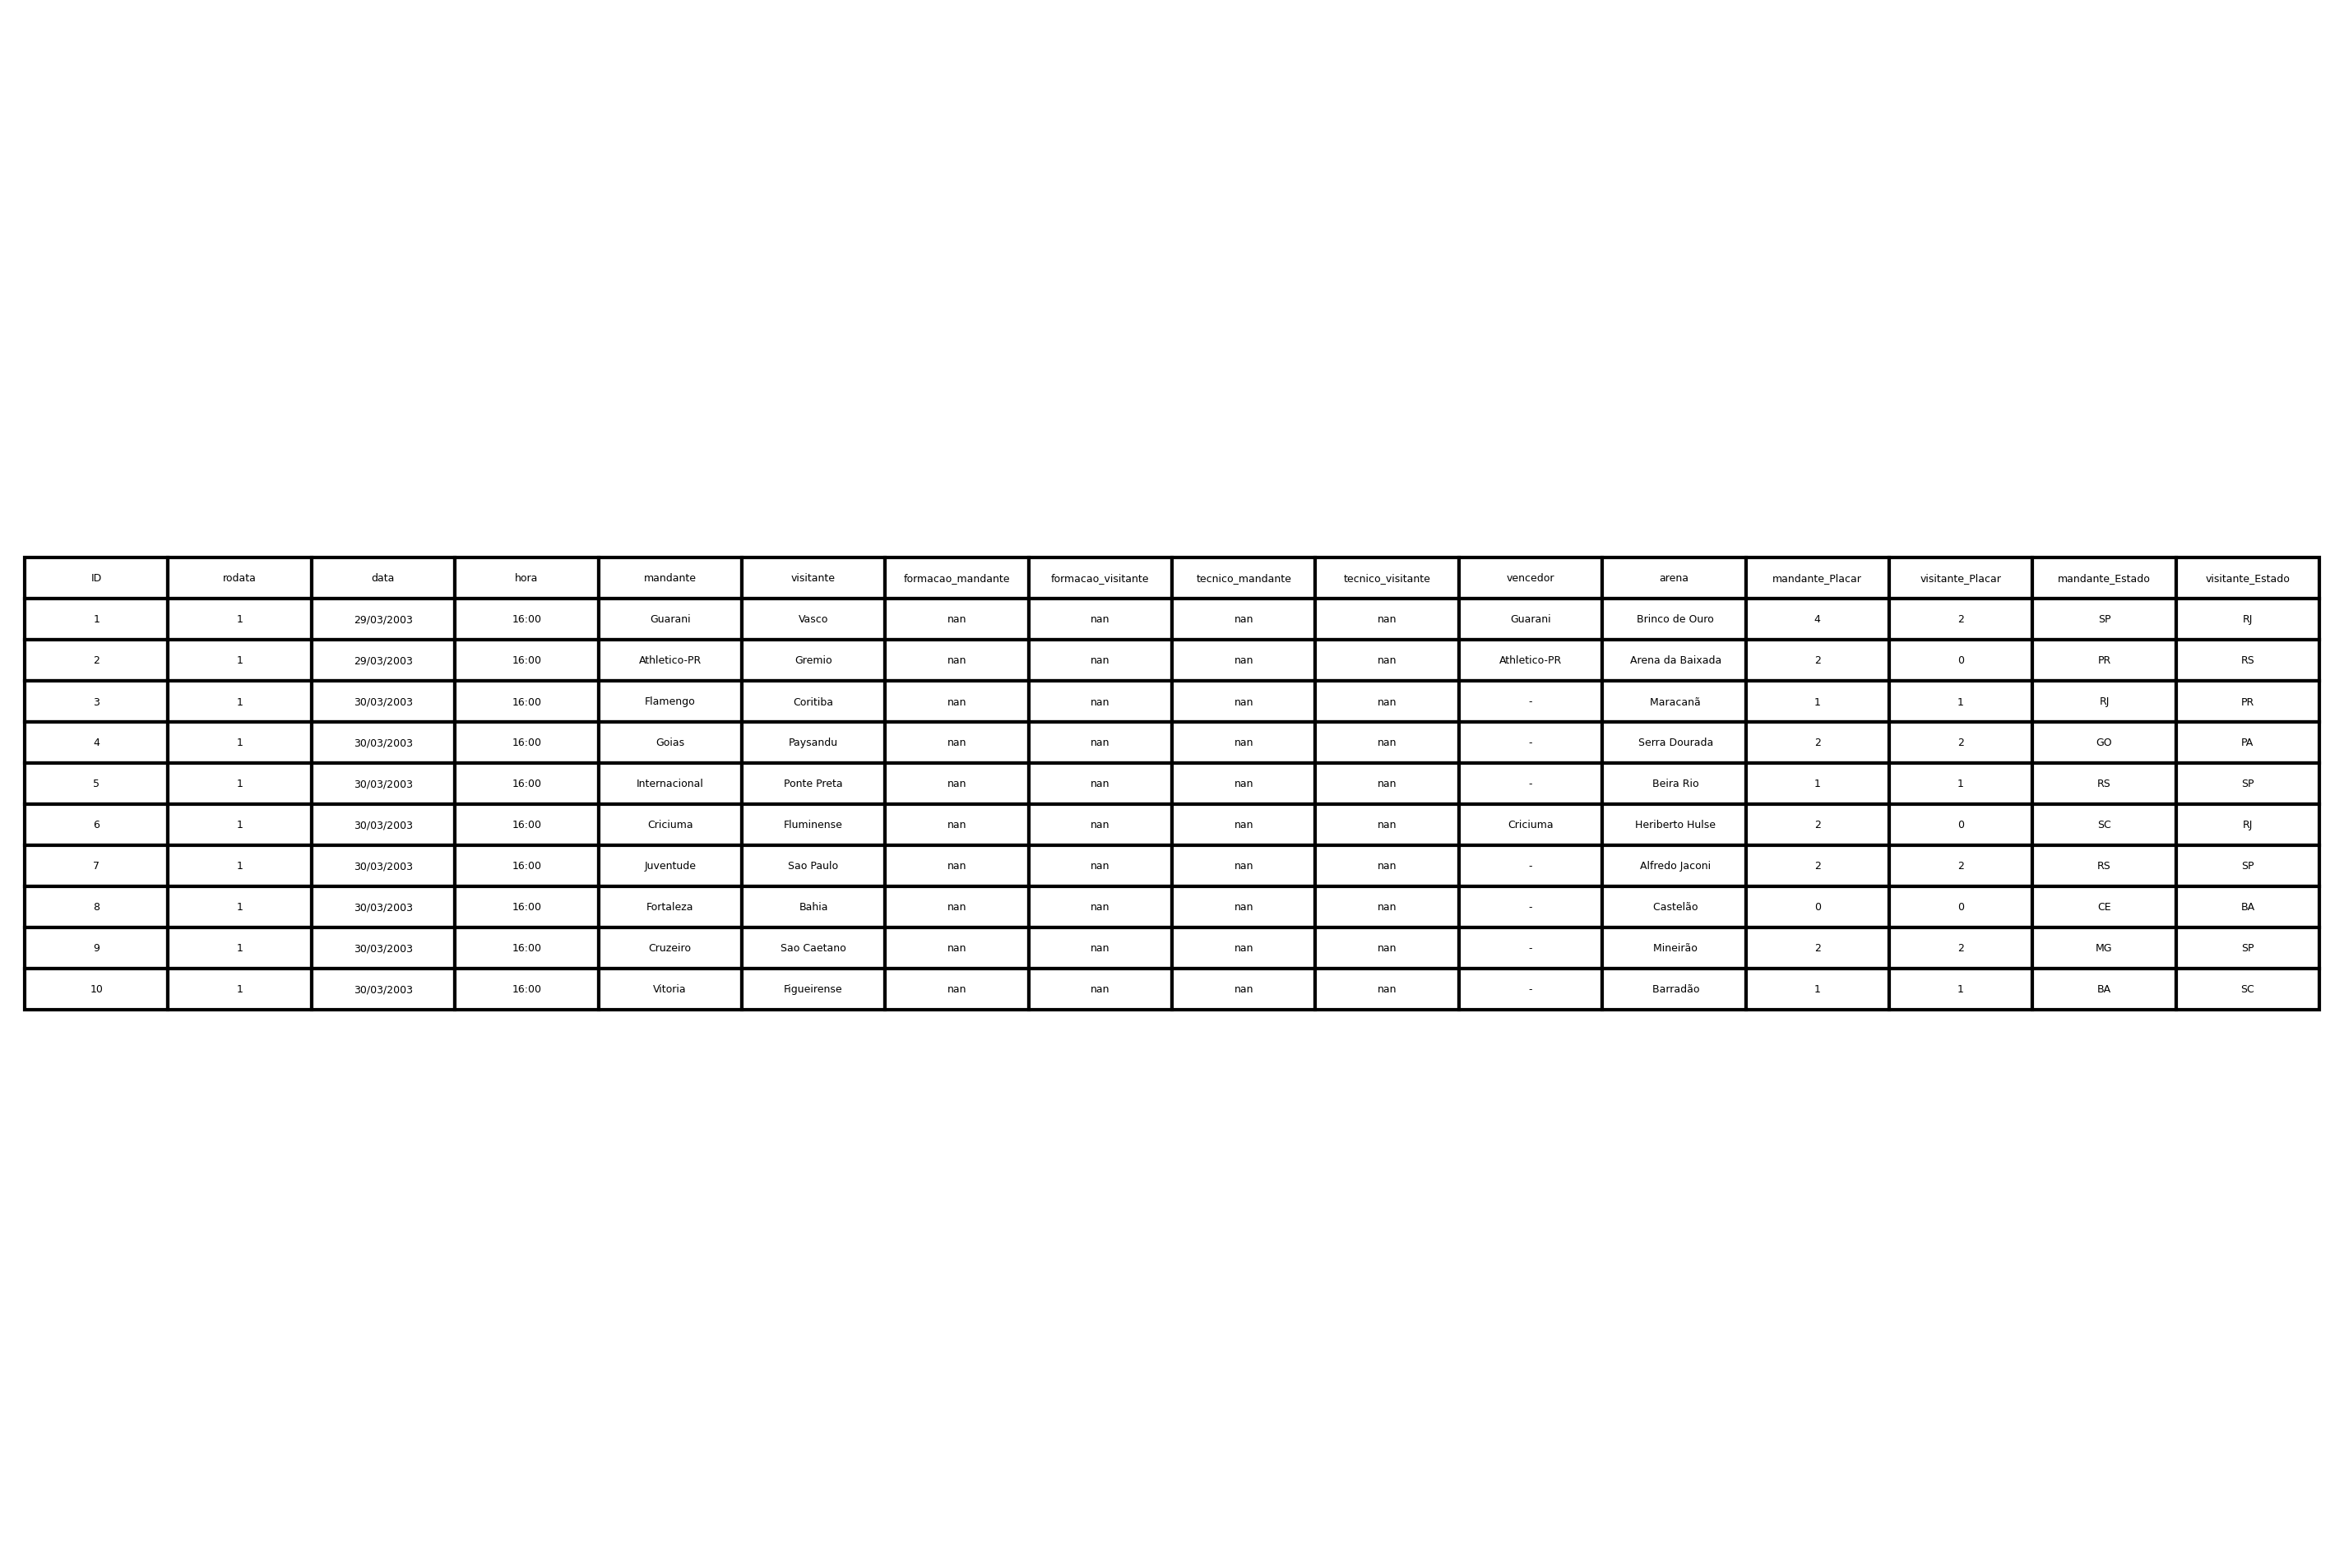 ID rodata data hora mandante visitante formacao_mandante formacao_visitante tecnico_mandante tecnico_visitante vencedor arena mandante_Placar visitante_Placar mandante_Estado visitante_Estado
1 1 29/03/2003 16:00 Guarani Vasco nan nan nan nan Guarani Brinco de Ouro 4 2 SP RJ
2 1 29/03/2003 16:00 Athletico-PR Gremio nan nan nan nan Athletico-PR Arena da Baixada 2 0 PR RS
3 1 30/03/2003 16:00 Flamengo Coritiba nan nan nan nan - Maracanã 1 1 RJ PR
4 1 30/03/2003 16:00 Goias Paysandu nan nan nan nan - Serra Dourada 2 2 GO PA
5 1 30/03/2003 16:00 Internacional Ponte Preta nan nan nan nan - Beira Rio 1 1 RS SP
6 1 30/03/2003 16:00 Criciuma Fluminense nan nan nan nan Criciuma Heriberto Hulse 2 0 SC RJ
7 1 30/03/2003 16:00 Juventude Sao Paulo nan nan nan nan - Alfredo Jaconi 2 2 RS SP
8 1 30/03/2003 16:00 Fortaleza Bahia nan nan nan nan - Castelão 0 0 CE BA
9 1 30/03/2003 16:00 Cruzeiro Sao Caetano nan nan nan nan - Mineirão 2 2 MG SP
10 1 30/03/2003 16:00 Vitoria Figueirense nan nan nan nan - Barradão 1 1 BA SC